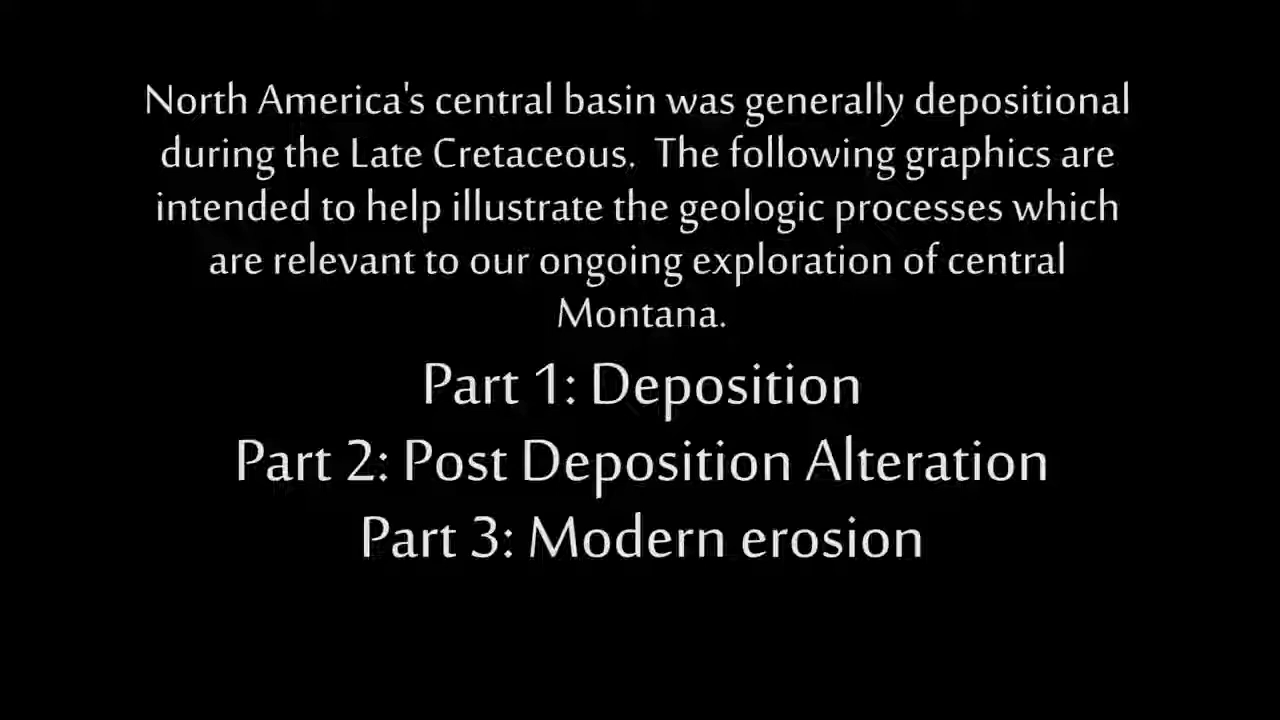 North America's central basin was generally depositional
during the Late Cretaceous.  The following graphics are
intended to help illustrate the geologic processes which
are relevant to our ongoing exploration of central
Montana.
Part 1: Deposition
Part 2: Post Deposition Alteration
Part 3: Modern erosion